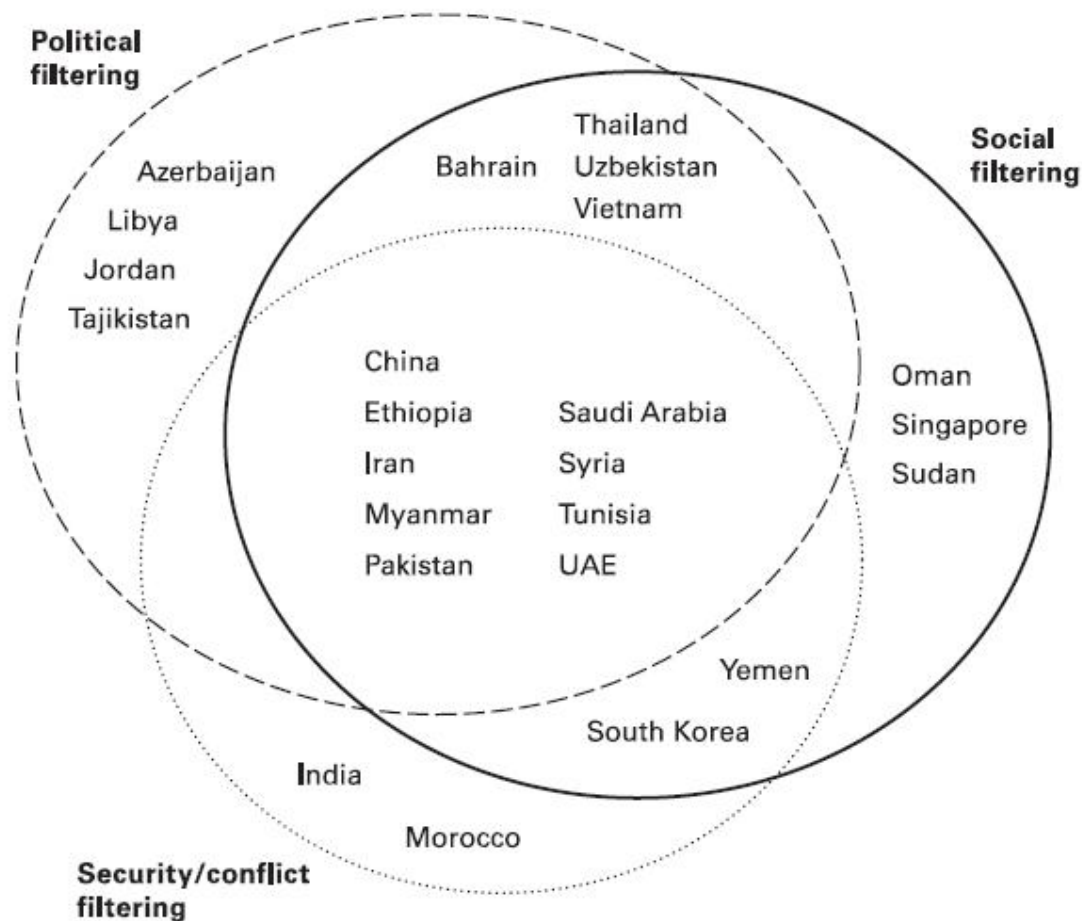 Political
filtering
Thailand
Social
filtering
Bahrain
Uzbekistan
Azerbaijan
Vietnam
Libya
Jordan
Tajikistan
China
Oman
Ethiopia
Saudi Arabia
Singapore
Iran
Syria
Sudan
Myanmar
Tunisia
Pakistan
UAE
Yemen
South Korea
India
Morocco
Security/conflict
filtering